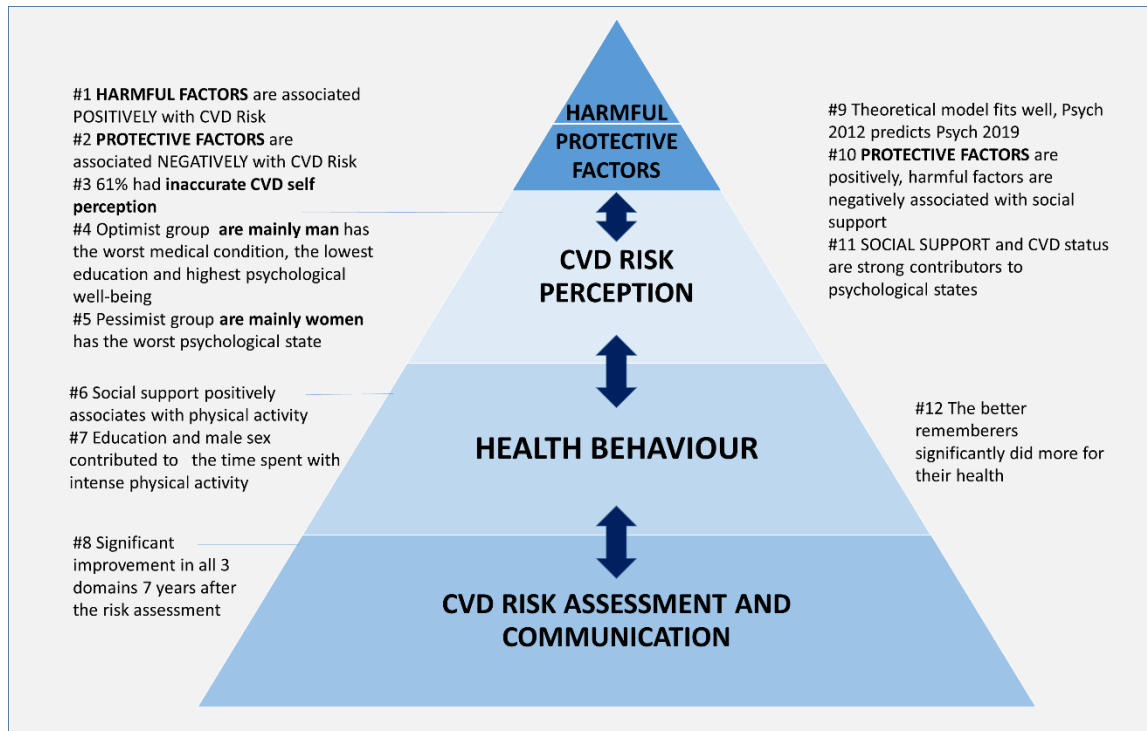 #1 HARMFUL FACTORS are associated
POSITIVELY with CVD Risk
#2 PROTECTIVE FACTORS are
associated NEGATIVELY with CVD Risk
#3 61% had inaccurate CVD self
perception
#4 Optimist group are mainly man has
the worst medical condition, the lowest
education and highest psychological
well-being
#5 Pessimist group are mainly women
has the worst psychological state
#6 Social support positively
associates with physical activity
#7 Education and male sex
contributed to the time spent with
intense physical activity
#8 Significant
improvement in all 3
domains 7 years after
the risk assessment
HARMFUL
PROTECTIVE
FACTORS
CVD RISK
PERCEPTION
HEALTH BEHAVIOUR
CVD RISK ASSESSMENT AND
COMMUNICATION
#9 Theoretical model fits well, Psych
2012 predicts Psych 2019
#10 PROTECTIVE FACTORS are
positively, harmful factors are
negatively associated with social
support
#11 SOCIAL SUPPORT and CVD status
are strong contributors to
psychological states
#12 The better
rememberers
significantly did more for
their health